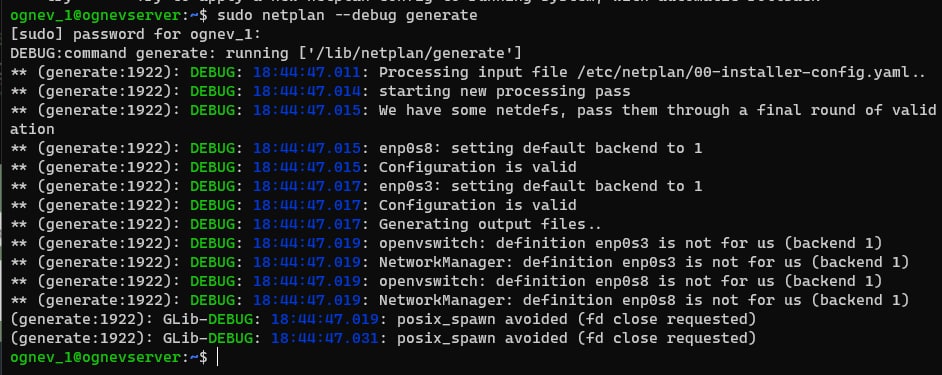 ognev_1@ognevserver:~$ sudo netplan --debug generate
[sudo] password for ognev_1:
DEBUG:command generate: running ['/lib/netplan/generate']
** (generate:1922): DEBUG: 18:44:47.011: Processing input file /etc/netplan/00-installer-config.yaml..
** (generate:1922): DEBUG: 18:44:47.014: starting new processing pass
** (generate:1922): DEBUG: 18:44:47.015: We have some netdefs, pass them through a final round of valid
ation
** (generate:1922): DEBUG: 18:44:47.015: enp0s8: setting default backend to 1
** (generate:1922): DEBUG: 18:44:47.015: Configuration is valid
** (generate:1922): DEBUG: 18:44:47.017: enp0s3: setting default backend to 1
** (generate:1922): DEBUG: 18:44:47.017: Configuration is valid
** (generate:1922): DEBUG: 18:44:47.017: Generating output files..
** (generate:1922): DEBUG: 18:44:47.019: openvswitch: definition enp0s3 is not for us (backend 1)
** (generate:1922): DEBUG: 18:44:47.019: NetworkManager: definition enp0s3 is not for us (backend 1)
** (generate:1922): DEBUG: 18:44:47.019: openvswitch: definition enp0s8 is not for us (backend 1)
** (generate:1922): DEBUG: 18:44:47.019: NetworkManager: definition enp0s8 is not for us (backend 1)
(generate:1922): GLib-DEBUG: 18:44:47.019: posix_spawn avoided (fd close requested)
(generate:1922): GLib-DEBUG: 18:44:47.031: posix_spawn avoided (fd close requested)
ognev_1@ognevserver:~$